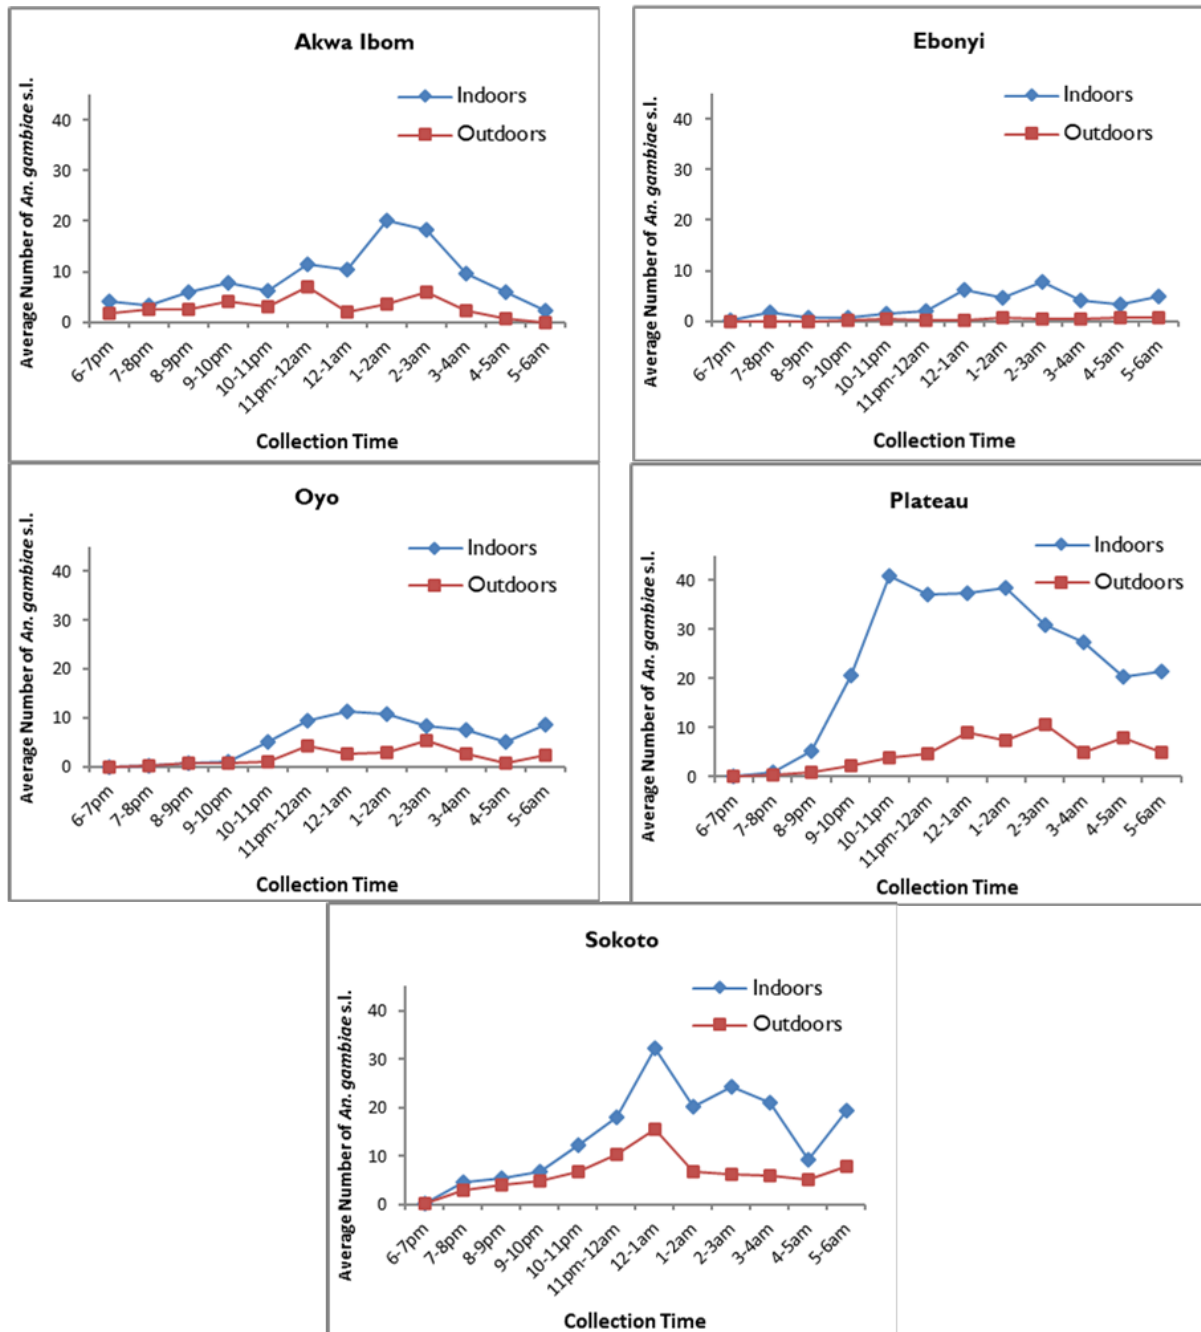 Akwa Ibom
Indoors
Outdoors
Average Number of An. gambiae s.l.
40
30
20
10
0
6-7pm
7-8pm
8-9pm
9-10pm
10-11pm
11pm-12am
12-1am
1-2am
2-3am
3-4am
4-5am
5-6am
Collection Time
Ebonyi
Indoors
Outdoors
Average Number of An. gambiae s.l.
40
30
20
10
0
6-7pm
7-8pm
8-9pm
9-10pm
10-11pm
11pm-12am
12-1am
1-2am
2-3am
3-4am
4-5am
5-6am
Collection Time
Oyo
Indoors
Outdoors
Average Number of An. gambiae s.l.
40
30
20
10
0
6-7pm
7-8pm
8-9pm
9-10pm
10-11pm
11pm-12am
12-1am
1-2am
2-3am
3-4am
4-5am
5-6am
Collection Time
Plateau
Indoors
Outdoors
Average Number of An. gambiae s.l.
40
30
20
10
0
6-7pm
7-8pm
8-9pm
9-10pm
10-11pm
11pm-12am
12-1am
1-2am
2-3am
3-4am
4-5am
5-6am
Collection Time
Sokoto
Indoors
Outdoors
Average Number of An. gambiae s.l.
40
30
20
10
0
6-7pm
7-8pm
8-9pm
9-10pm
10-11pm
11pm-12am
12-1am
1-2am
2-3am
3-4am
4-5am
5-6am
Collection Time